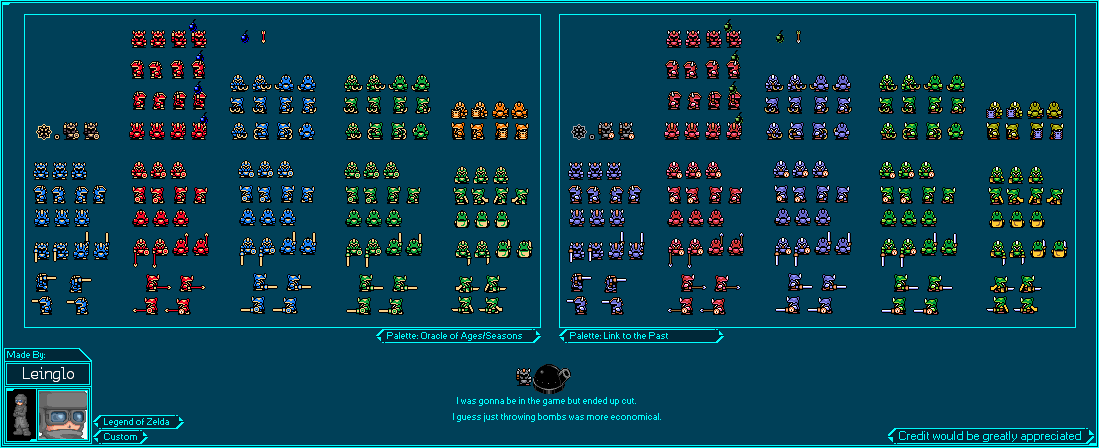 Palette: Oracle of Ages/Seasons
Palette: Link to the Past
Made By:
Leinglo
Legend of Zelda
Custom
I was gonna be in the game but ended up cut.
I guess just throwing bombs was more economical.
Credit would be greatly appreciated